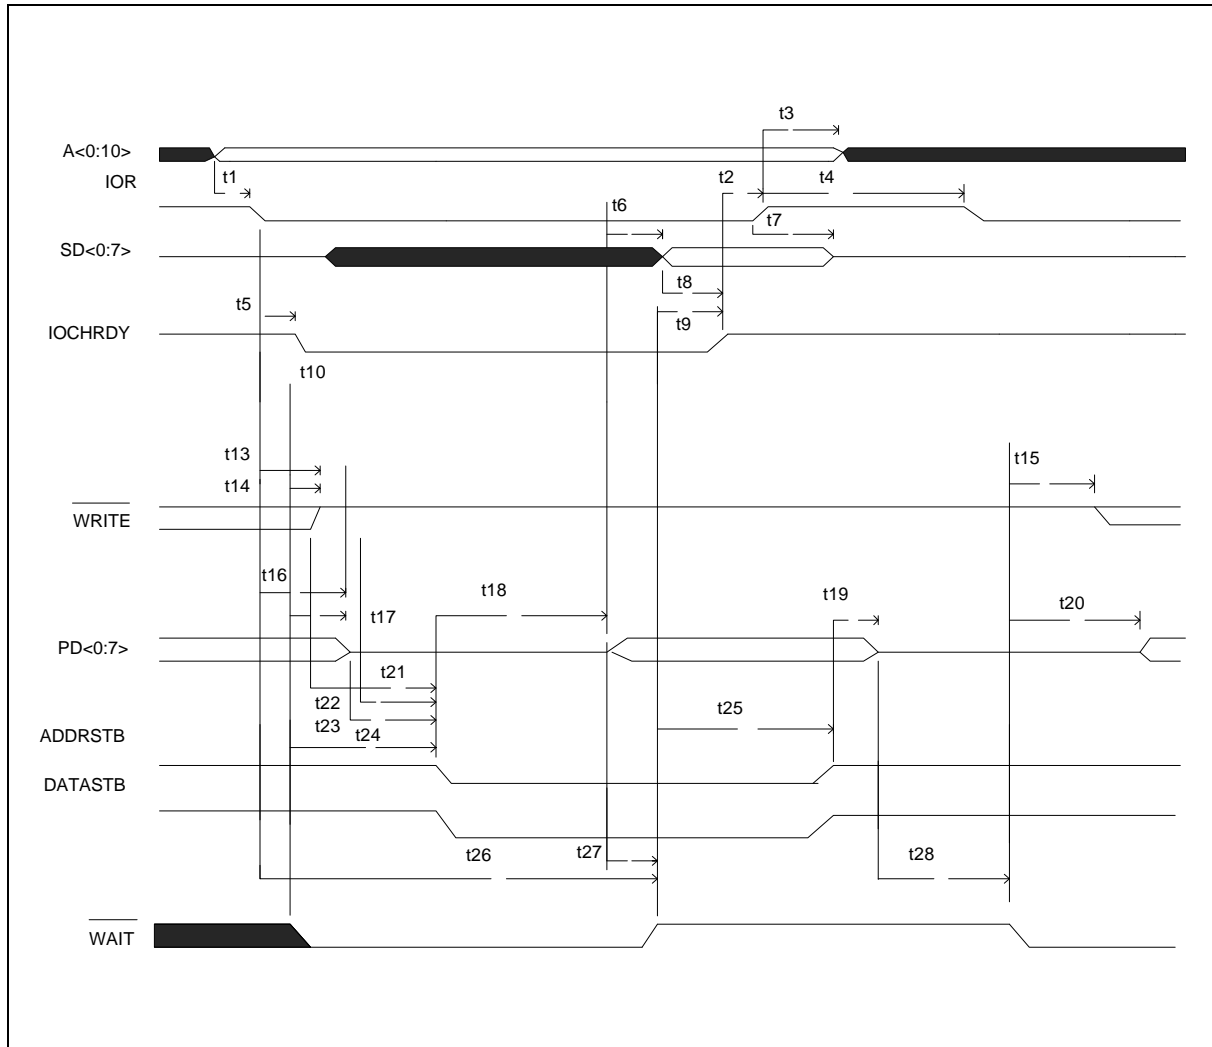 t3
A<0:10>
IOR
t1
t2
t4
t6
t7
SD<0:7>
t8
t5
t9
IOCHRDY
t10
t13
t14
t15
WRITE
t16
t17
t18
t19
t20
PD<0:7>
t21
t22
t23
t24
t25
ADDRSTB
DATASTB
t26
t27
t28
WAIT